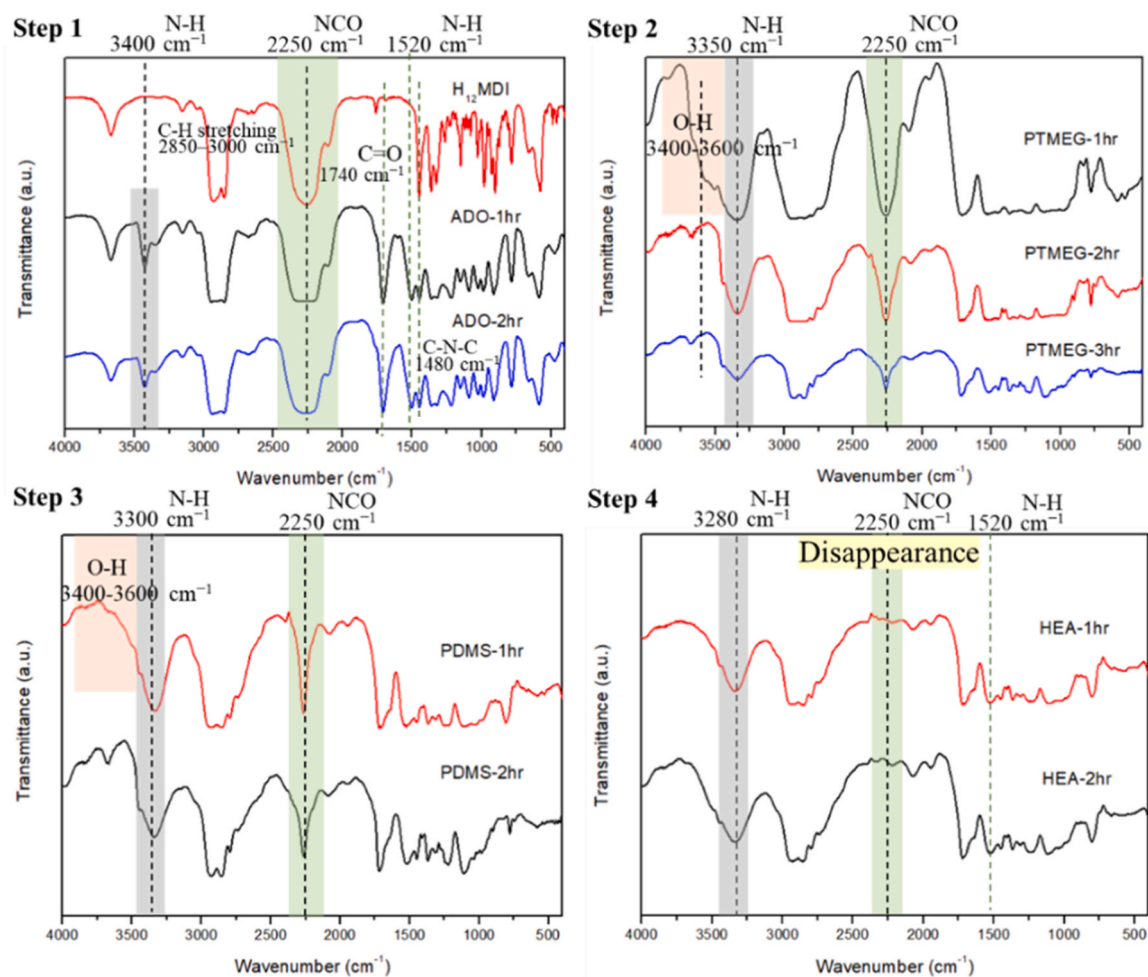 Step 1
N-H
3400 cm⁻¹
NCO
2250 cm⁻¹
N-H
1520 cm⁻¹
H₁₂MDI
C-H stretching
2850–3000 cm⁻¹
C=O
1740 cm⁻¹
ADO-1hr
ADO-2hr
C-N-C
1480 cm⁻¹
Transmittance (a.u.)
4000 3500 3000 2500 2000 1500 1000 500
Wavenumber (cm⁻¹)
Step 2
N-H
3350 cm⁻¹
NCO
2250 cm⁻¹
O-H
3400-3600 cm⁻¹
PTMEG-1hr
PTMEG-2hr
PTMEG-3hr
Transmittance (a.u.)
4000 3500 3000 2500 2000 1500 1000 500
Wavenumber (cm⁻¹)
Step 3
N-H
3300 cm⁻¹
NCO
2250 cm⁻¹
O-H
3400-3600 cm⁻¹
PDMS-1hr
PDMS-2hr
Transmittance (a.u.)
4000 3500 3000 2500 2000 1500 1000 500
Wavenumber (cm⁻¹)
Step 4
N-H
3280 cm⁻¹
NCO
2250 cm⁻¹
N-H
1520 cm⁻¹
Disappearance
HEA-1hr
HEA-2hr
Transmittance (a.u.)
4000 3500 3000 2500 2000 1500 1000 500
Wavenumber (cm⁻¹)